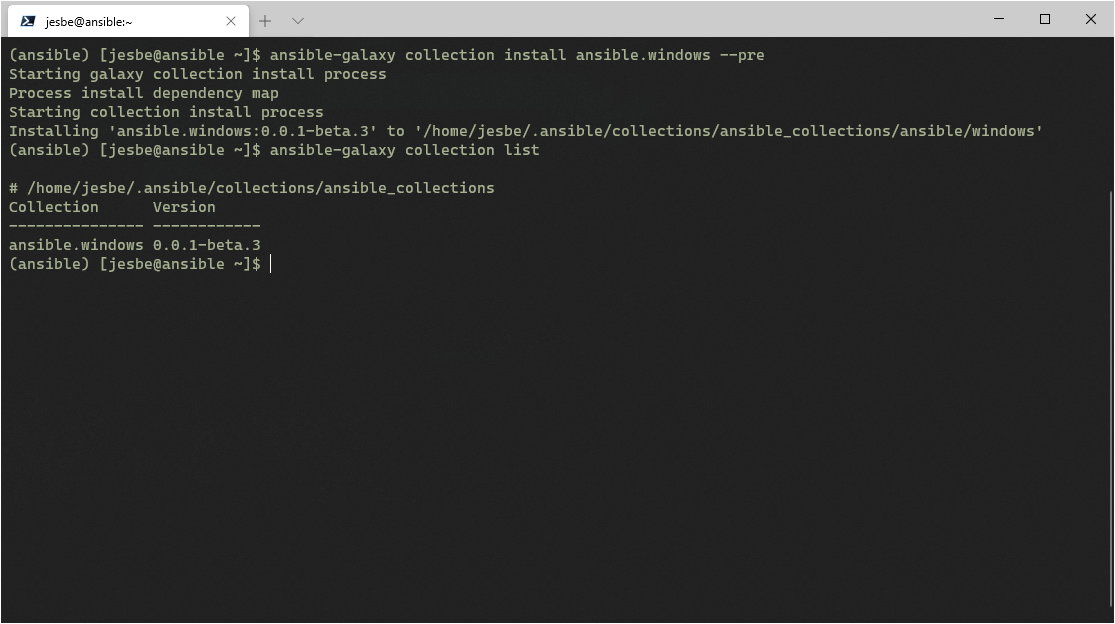 jesbe@ansible:~
(ansible) [jesbe@ansible ~]$ ansible-galaxy collection install ansible.windows --pre
Starting galaxy collection install process
Process install dependency map
Starting collection install process
Installing 'ansible.windows:0.0.1-beta.3' to '/home/jesbe/.ansible/collections/ansible_collections/ansible/windows'
(ansible) [jesbe@ansible ~]$ ansible-galaxy collection list
# /home/jesbe/.ansible/collections/ansible_collections
Collection      Version
--------------- ------------
ansible.windows 0.0.1-beta.3
(ansible) [jesbe@ansible ~]$